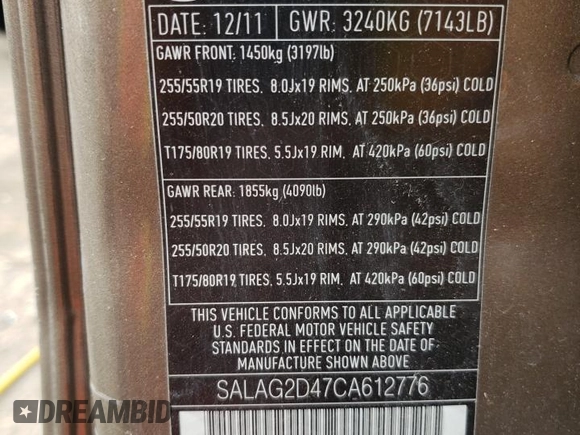 DATE: 12/11 GWR: 3240KG (7143LB)
GAWR FRONT: 1450kg (3197lb)
255/55R19 TIRES, 8.0Jx19 RIMS, AT 250kPa (36psi) COLD
255/50R20 TIRES, 8.5Jx20 RIMS, AT 250kPa (36psi) COLD
T175/80R19 TIRES, 5.5Jx19 RIM, AT 420kPa (60psi) COLD
GAWR REAR: 1855kg (4090lb)
255/55R19 TIRES, 8.0Jx19 RIMS, AT 290kPa (42psi) COLD
255/50R20 TIRES, 8.5Jx20 RIMS, AT 290kPa (42psi) COLD
T175/80R19 TIRES, 5.5Jx19 RIM, AT 420kPa (60psi) COLD
THIS VEHICLE CONFORMS TO ALL APPLICABLE
U.S. FEDERAL MOTOR VEHICLE SAFETY
STANDARDS IN EFFECT ON THE DATE OF
MANUFACTURE SHOWN ABOVE
SALAG2D47CA612776
DREAMBID